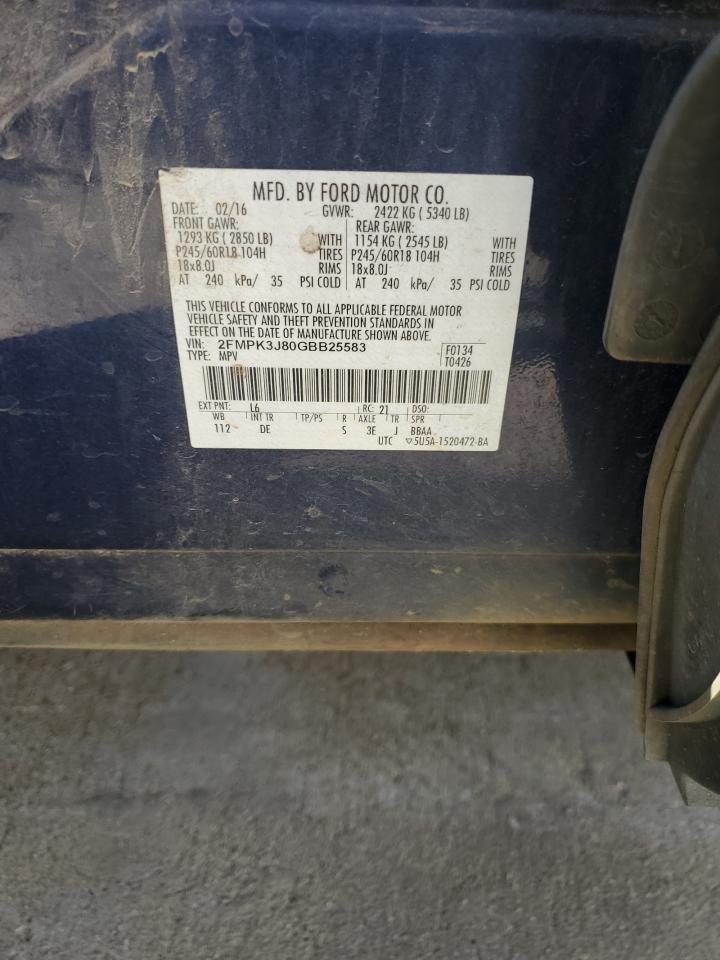 MFD. BY FORD MOTOR CO.
DATE: 02/16 GVWR: 2422 KG ( 5340 LB)
FRONT GAWR: REAR GAWR:
1293 KG ( 2850 LB) WITH 1154 KG ( 2545 LB) WITH
P245/60R18 104H TIRES P245/60R18 104H TIRES
18x8.0J RIMS 18x8.0J RIMS
AT 240 kPa/ 35 PSI COLD AT 240 kPa/ 35 PSI COLD
THIS VEHICLE CONFORMS TO ALL APPLICABLE FEDERAL MOTOR
VEHICLE SAFETY AND THEFT PREVENTION STANDARDS IN
EFFECT ON THE DATE OF MANUFACTURE SHOWN ABOVE.
VIN: 2FMPK3J80GBB25583 F0134
TYPE: MPV T0426
EXT PNT: L6 RC: 21 DSO:
WB INT TR TP/PS R AXLE TR SPR
112 DE S 3E J BBAA
UTC ▽5U5A-1520472-BA